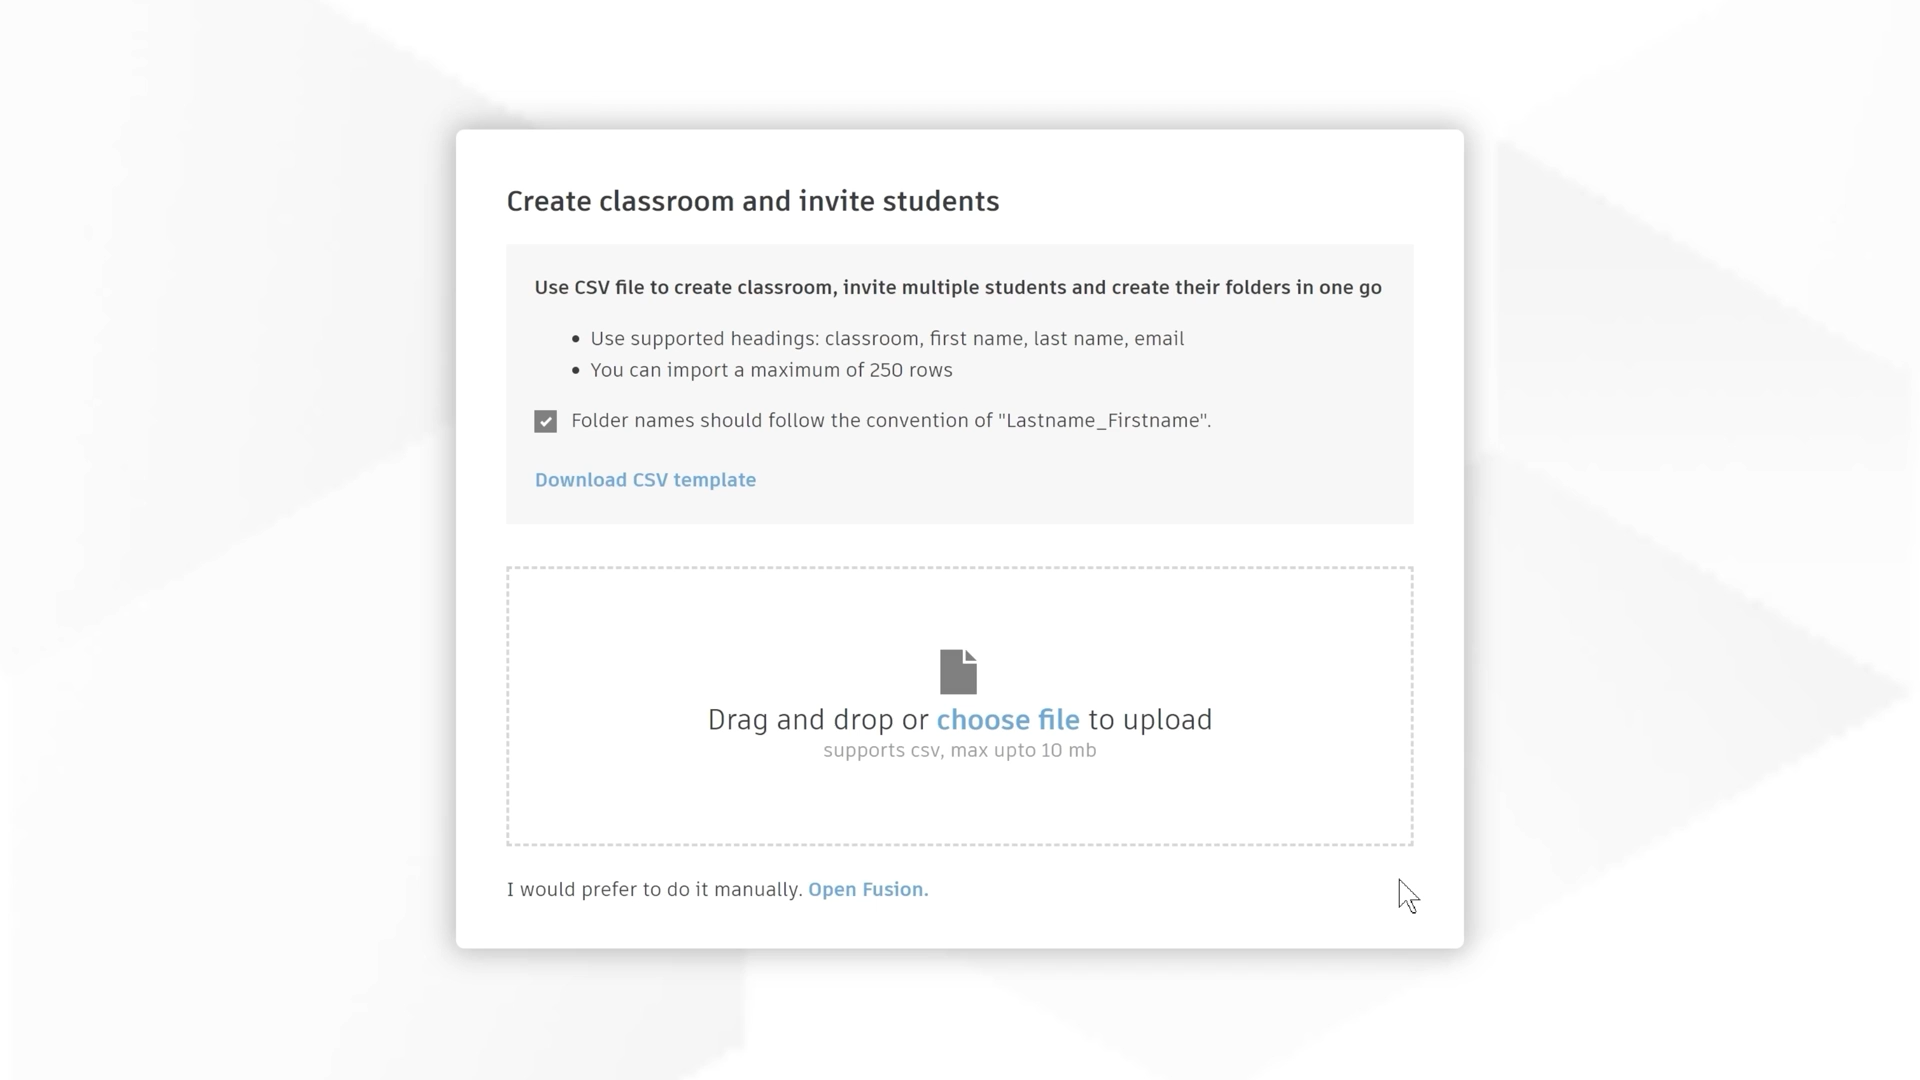 Create classroom and invite students
Use CSV file to create classroom, invite multiple students and create their folders in one go
Use supported headings: classroom, first name, last name, email
You can import a maximum of 250 rows
Folder names should follow the convention of "Lastname_Firstname".
Download CSV template
Drag and drop or choose file to upload
supports csv, max upto 10 mb
I would prefer to do it manually. Open Fusion.